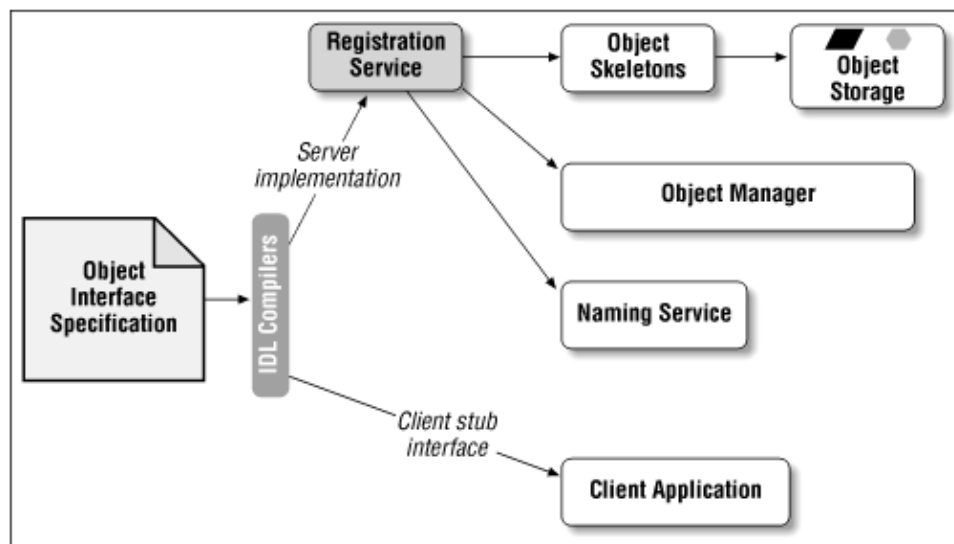 Registration
Service
Object
Skeletons
Object
Storage
Server
implementation
Object Manager
Object
Interface
Specification
IDL Compilers
Naming Service
Client stub
interface
Client Application